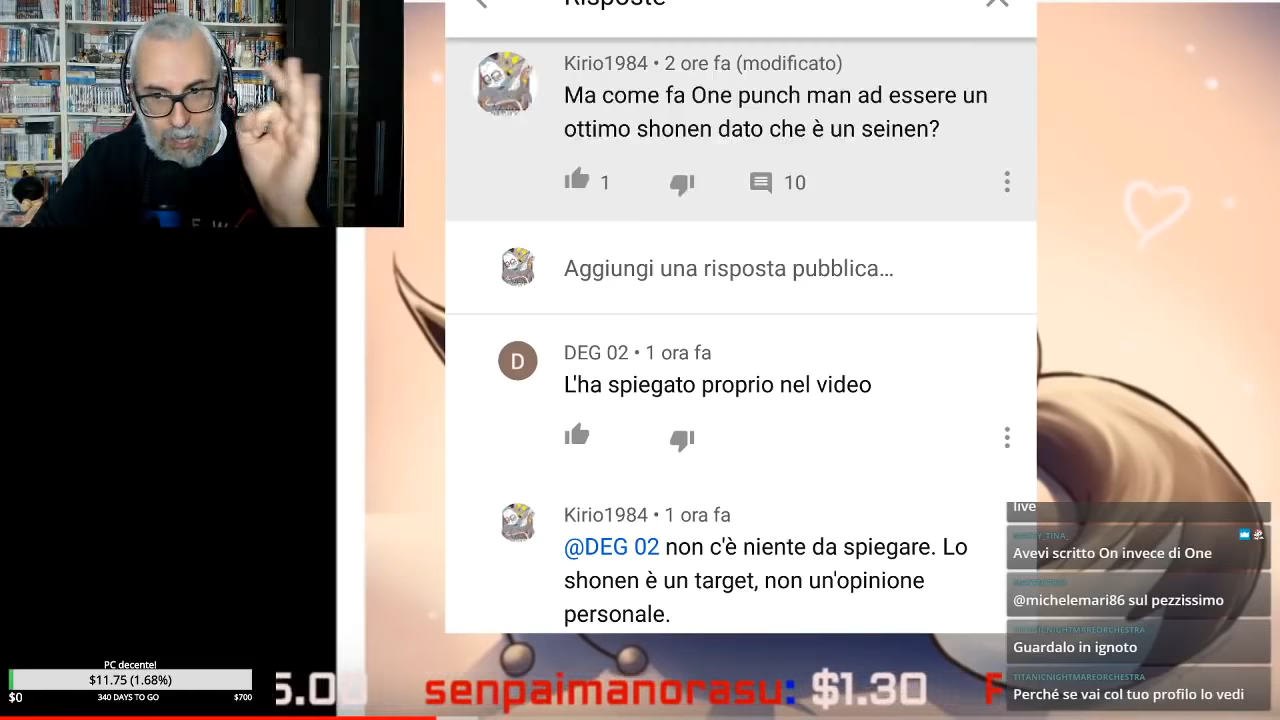 Risposte
Kirio1984 • 2 ore fa (modificato)
Ma come fa One punch man ad essere un
ottimo shonen dato che è un seinen?
1
10
Aggiungi una risposta pubblica...
D
DEG 02 • 1 ora fa
L'ha spiegato proprio nel video
Kirio1984 • 1 ora fa
@DEG 02 non c'è niente da spiegare. Lo
shonen è un target, non un'opinione
personale.
live
Avevi scritto On invece di One
@michelemari86 sul pezzissimo
TITANICNIGHTMAREORCHESTRA
Guardalo in ignoto
TITANICNIGHTMAREORCHESTRA
Perché se vai col tuo profilo lo vedi
PC decente!
$11.75 (1.68%)
$0 340 DAYS TO GO $700
5.00 senpaimanorasu: $1.30